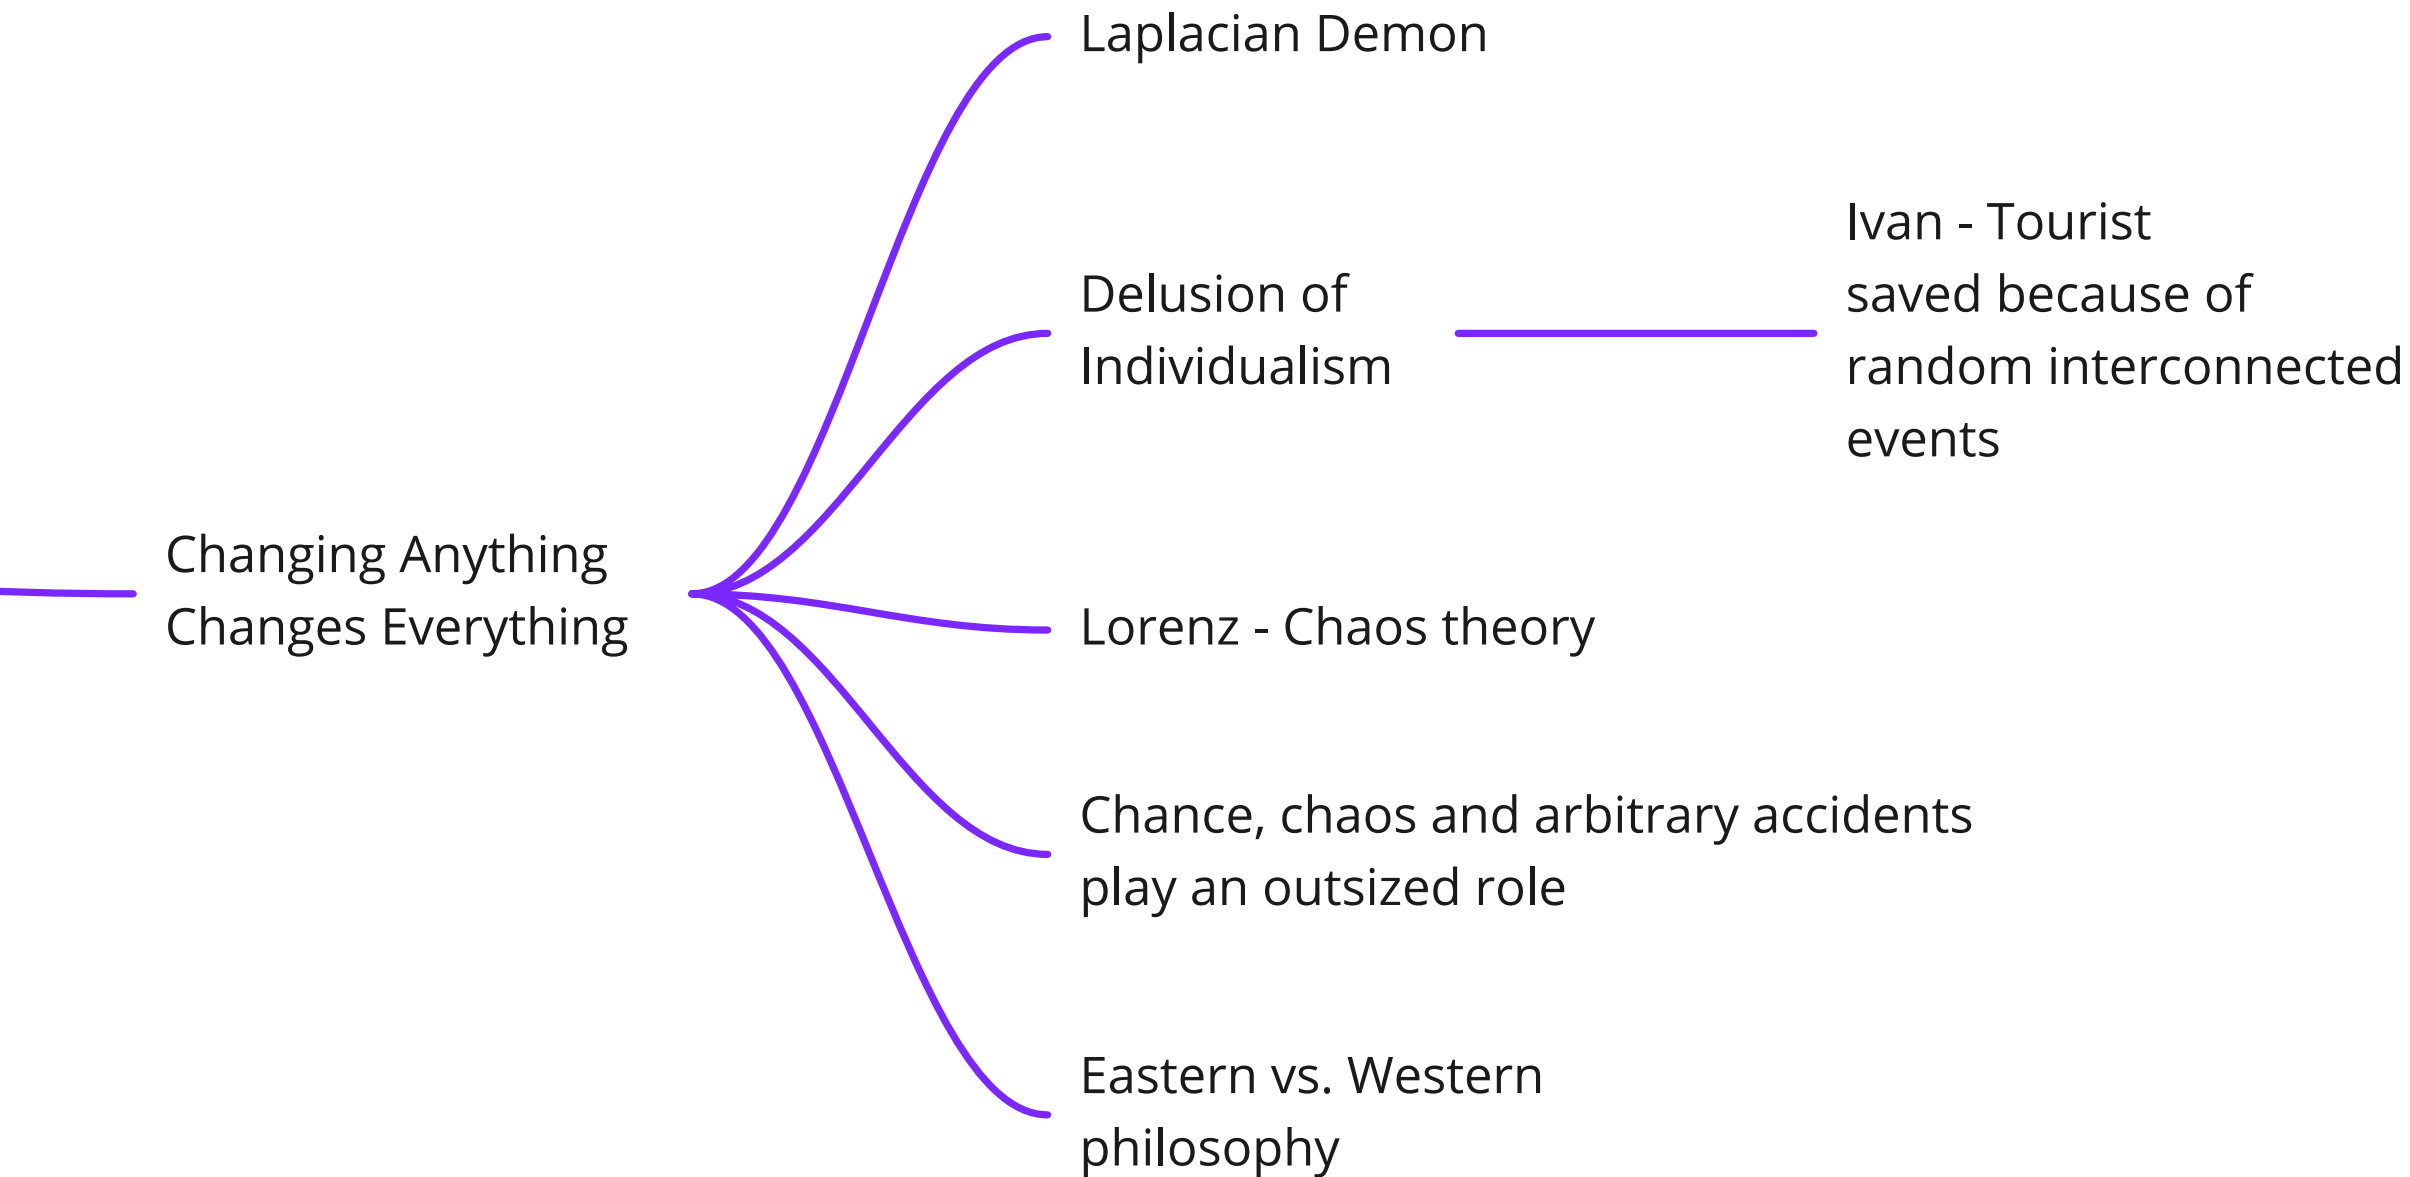 Laplacian Demon
Delusion of
Individualism
Ivan - Tourist
saved because of
random interconnected
events
Changing Anything
Changes Everything
Lorenz - Chaos theory
Chance, chaos and arbitrary accidents
play an outsized role
Eastern vs. Western
philosophy